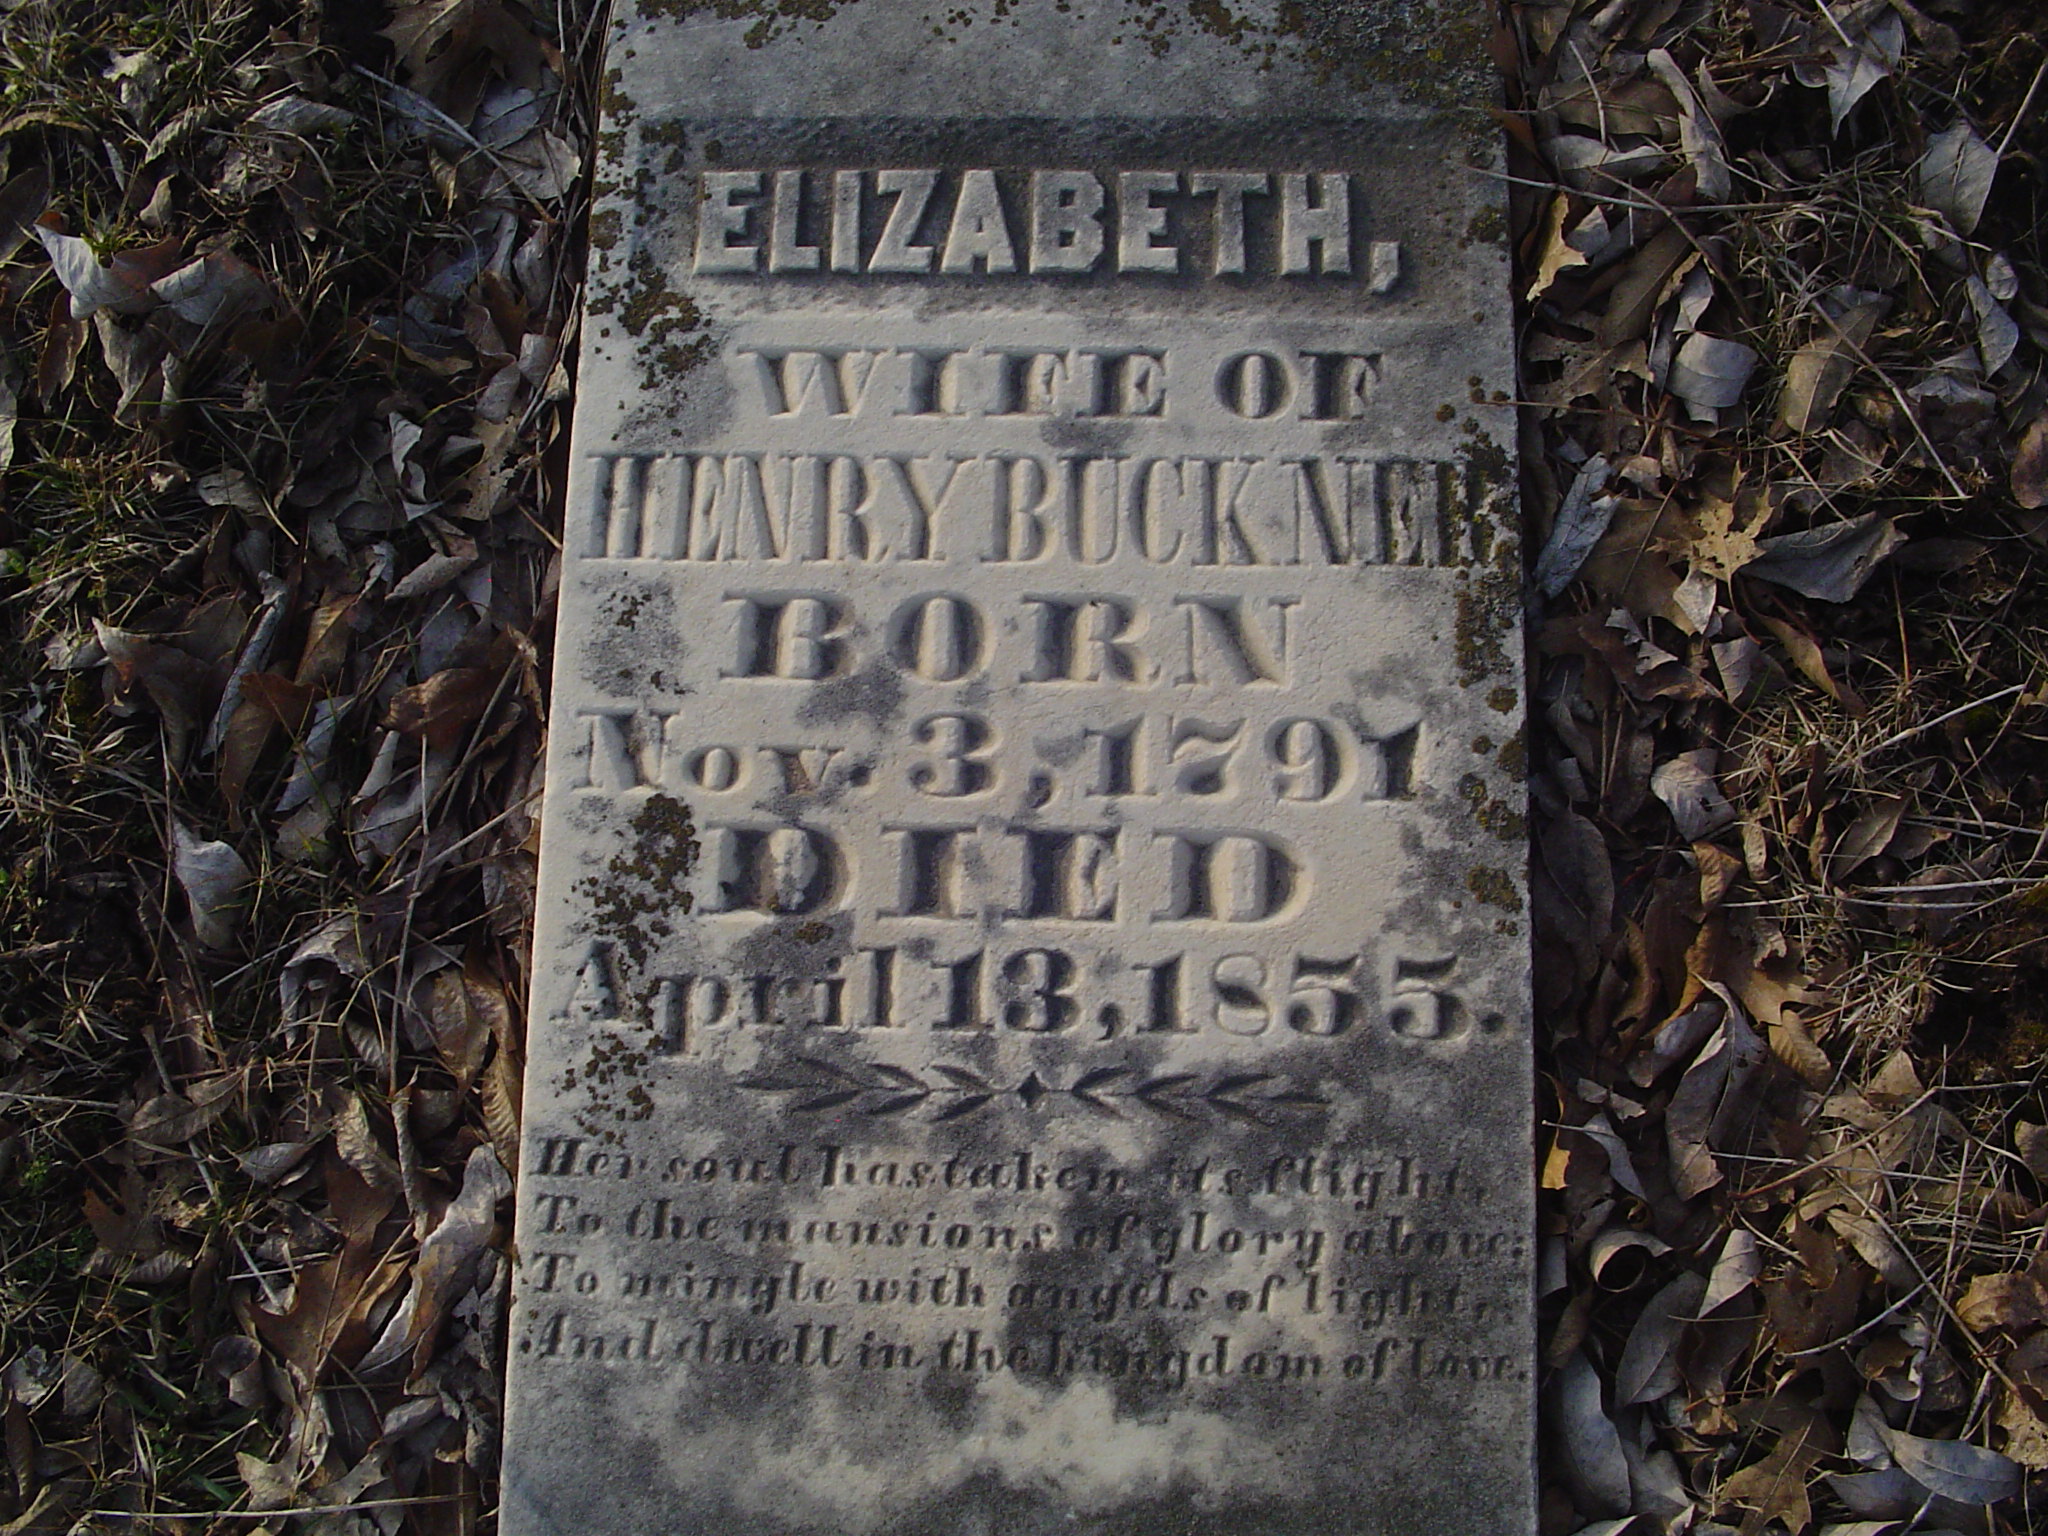 ELIZABETH,
WIFE OF
HENRY BUCKNER
BORN
Nov. 3, 1791
DIED
April 13, 1855.
Her soul has taken its flight,
To the mansions of glory above;
To mingle with angels of light,
And dwell in the kingdom of love.